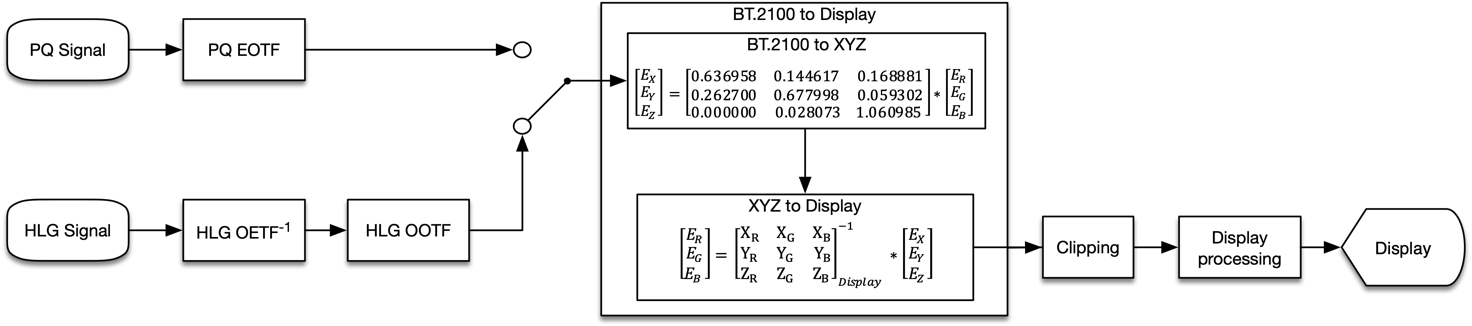 BT.2100 to Display
PQ Signal
PQ EOTF
BT.2100 to XYZ
[E_X] = [0.636958 0.144617 0.168881] * [E_R]
[E_Y] = [0.262700 0.677998 0.059302] * [E_G]
[E_Z] = [0.000000 0.028073 1.060985] * [E_B]
HLG Signal
HLG OETF⁻¹
HLG OOTF
XYZ to Display
[E_R] = [X_R X_G X_B]⁻¹ * [E_X]
[E_G] = [Y_R Y_G Y_B] * [E_Y]
[E_B] = [Z_R Z_G Z_B]_Display * [E_Z]
Clipping
Display
processing
Display